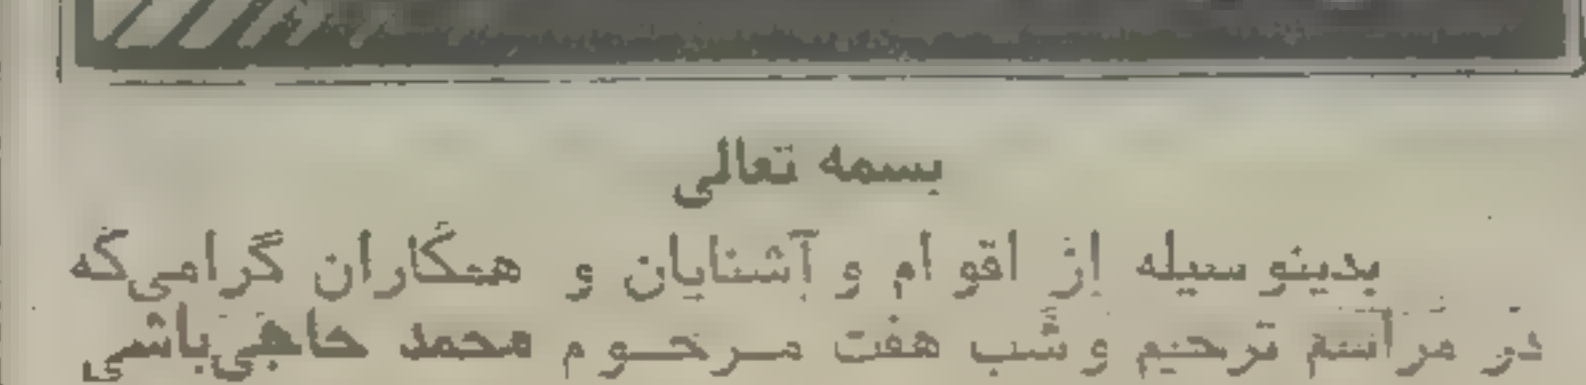 بسمه تعالی
بدینوسیله از اقوام و آشنایان و همکاران گرامی‌که
در مراسم ترحیم و شب هفت مرحوم محمد حاجی‌باشی